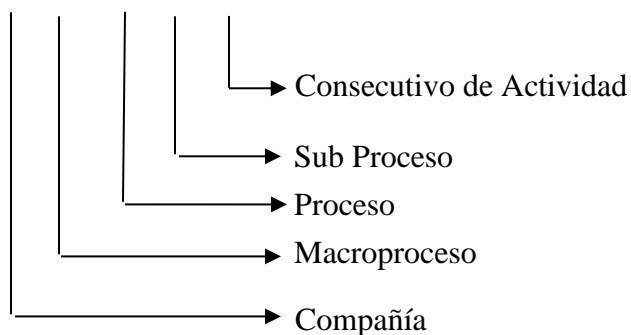 Consecutivo de Actividad
Sub Proceso
Proceso
Macroproceso
Compañía